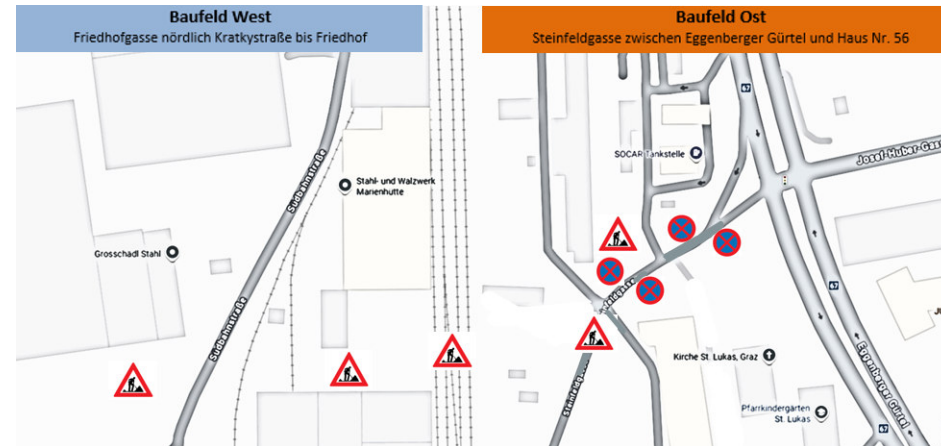 Baufeld West
Friedhofgasse nördlich Kratkystraße bis Friedhof
Südbahnstraße
Stahl- und Walzwerk
Marienhütte
Grosschädl Stahl
Südbahnstraße
Baufeld Ost
Steinfeldgasse zwischen Eggenberger Gürtel und Haus Nr. 56
67
SOCAR Tankstelle
Josef-Huber-Gas
67
Kirche St. Lukas, Graz
Eggenberger Gürtel
Pfarrkindergarten
St. Lukas
67